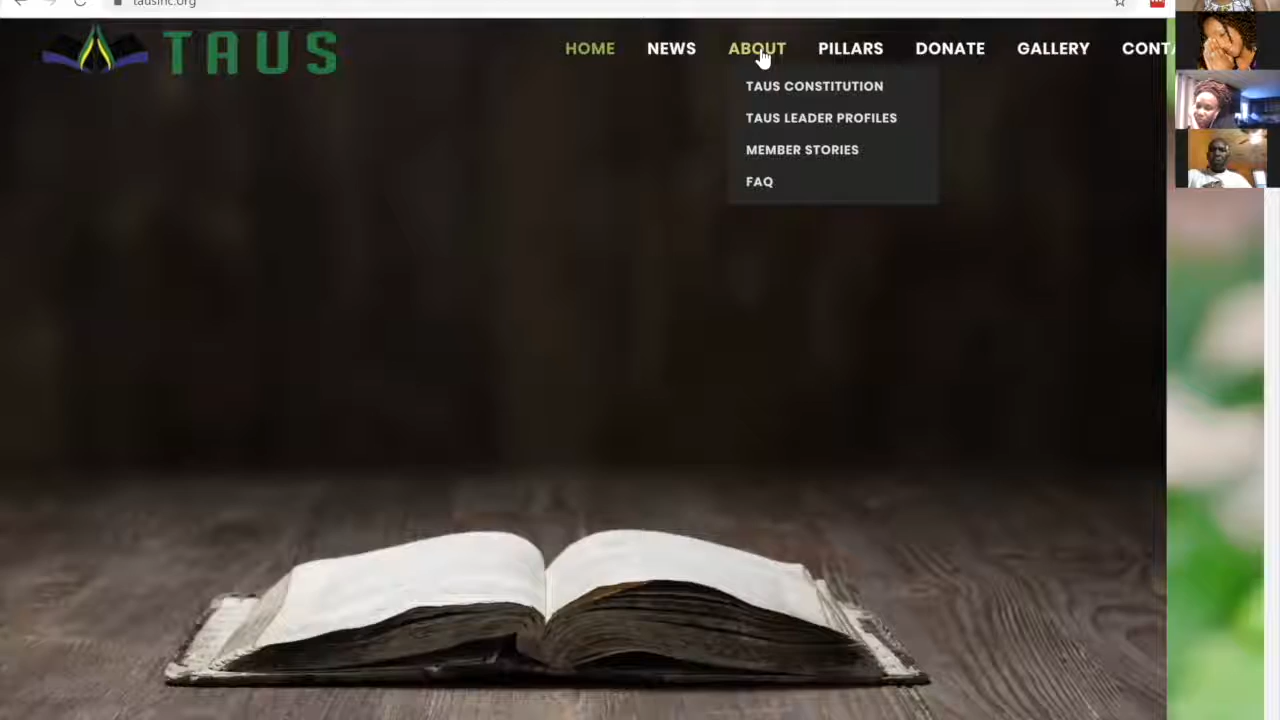 tausinc.org
TAUS
HOME NEWS ABOUT PILLARS DONATE GALLERY
TAUS CONSTITUTION
TAUS LEADER PROFILES
MEMBER STORIES
FAQ